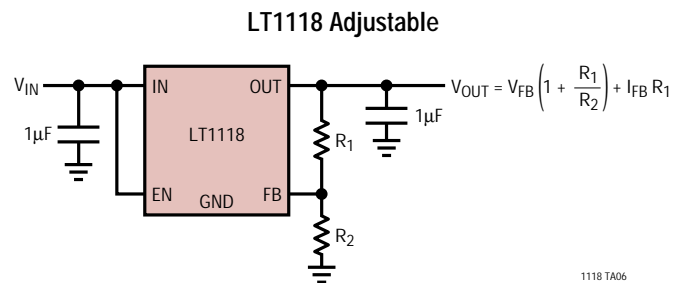 LT1118 Adjustable
VIN
IN
OUT
VOUT = VFB (1 + R1/R2) + IFB R1
1µF
LT1118
R1
1µF
EN
GND
FB
R2
1118 TA06